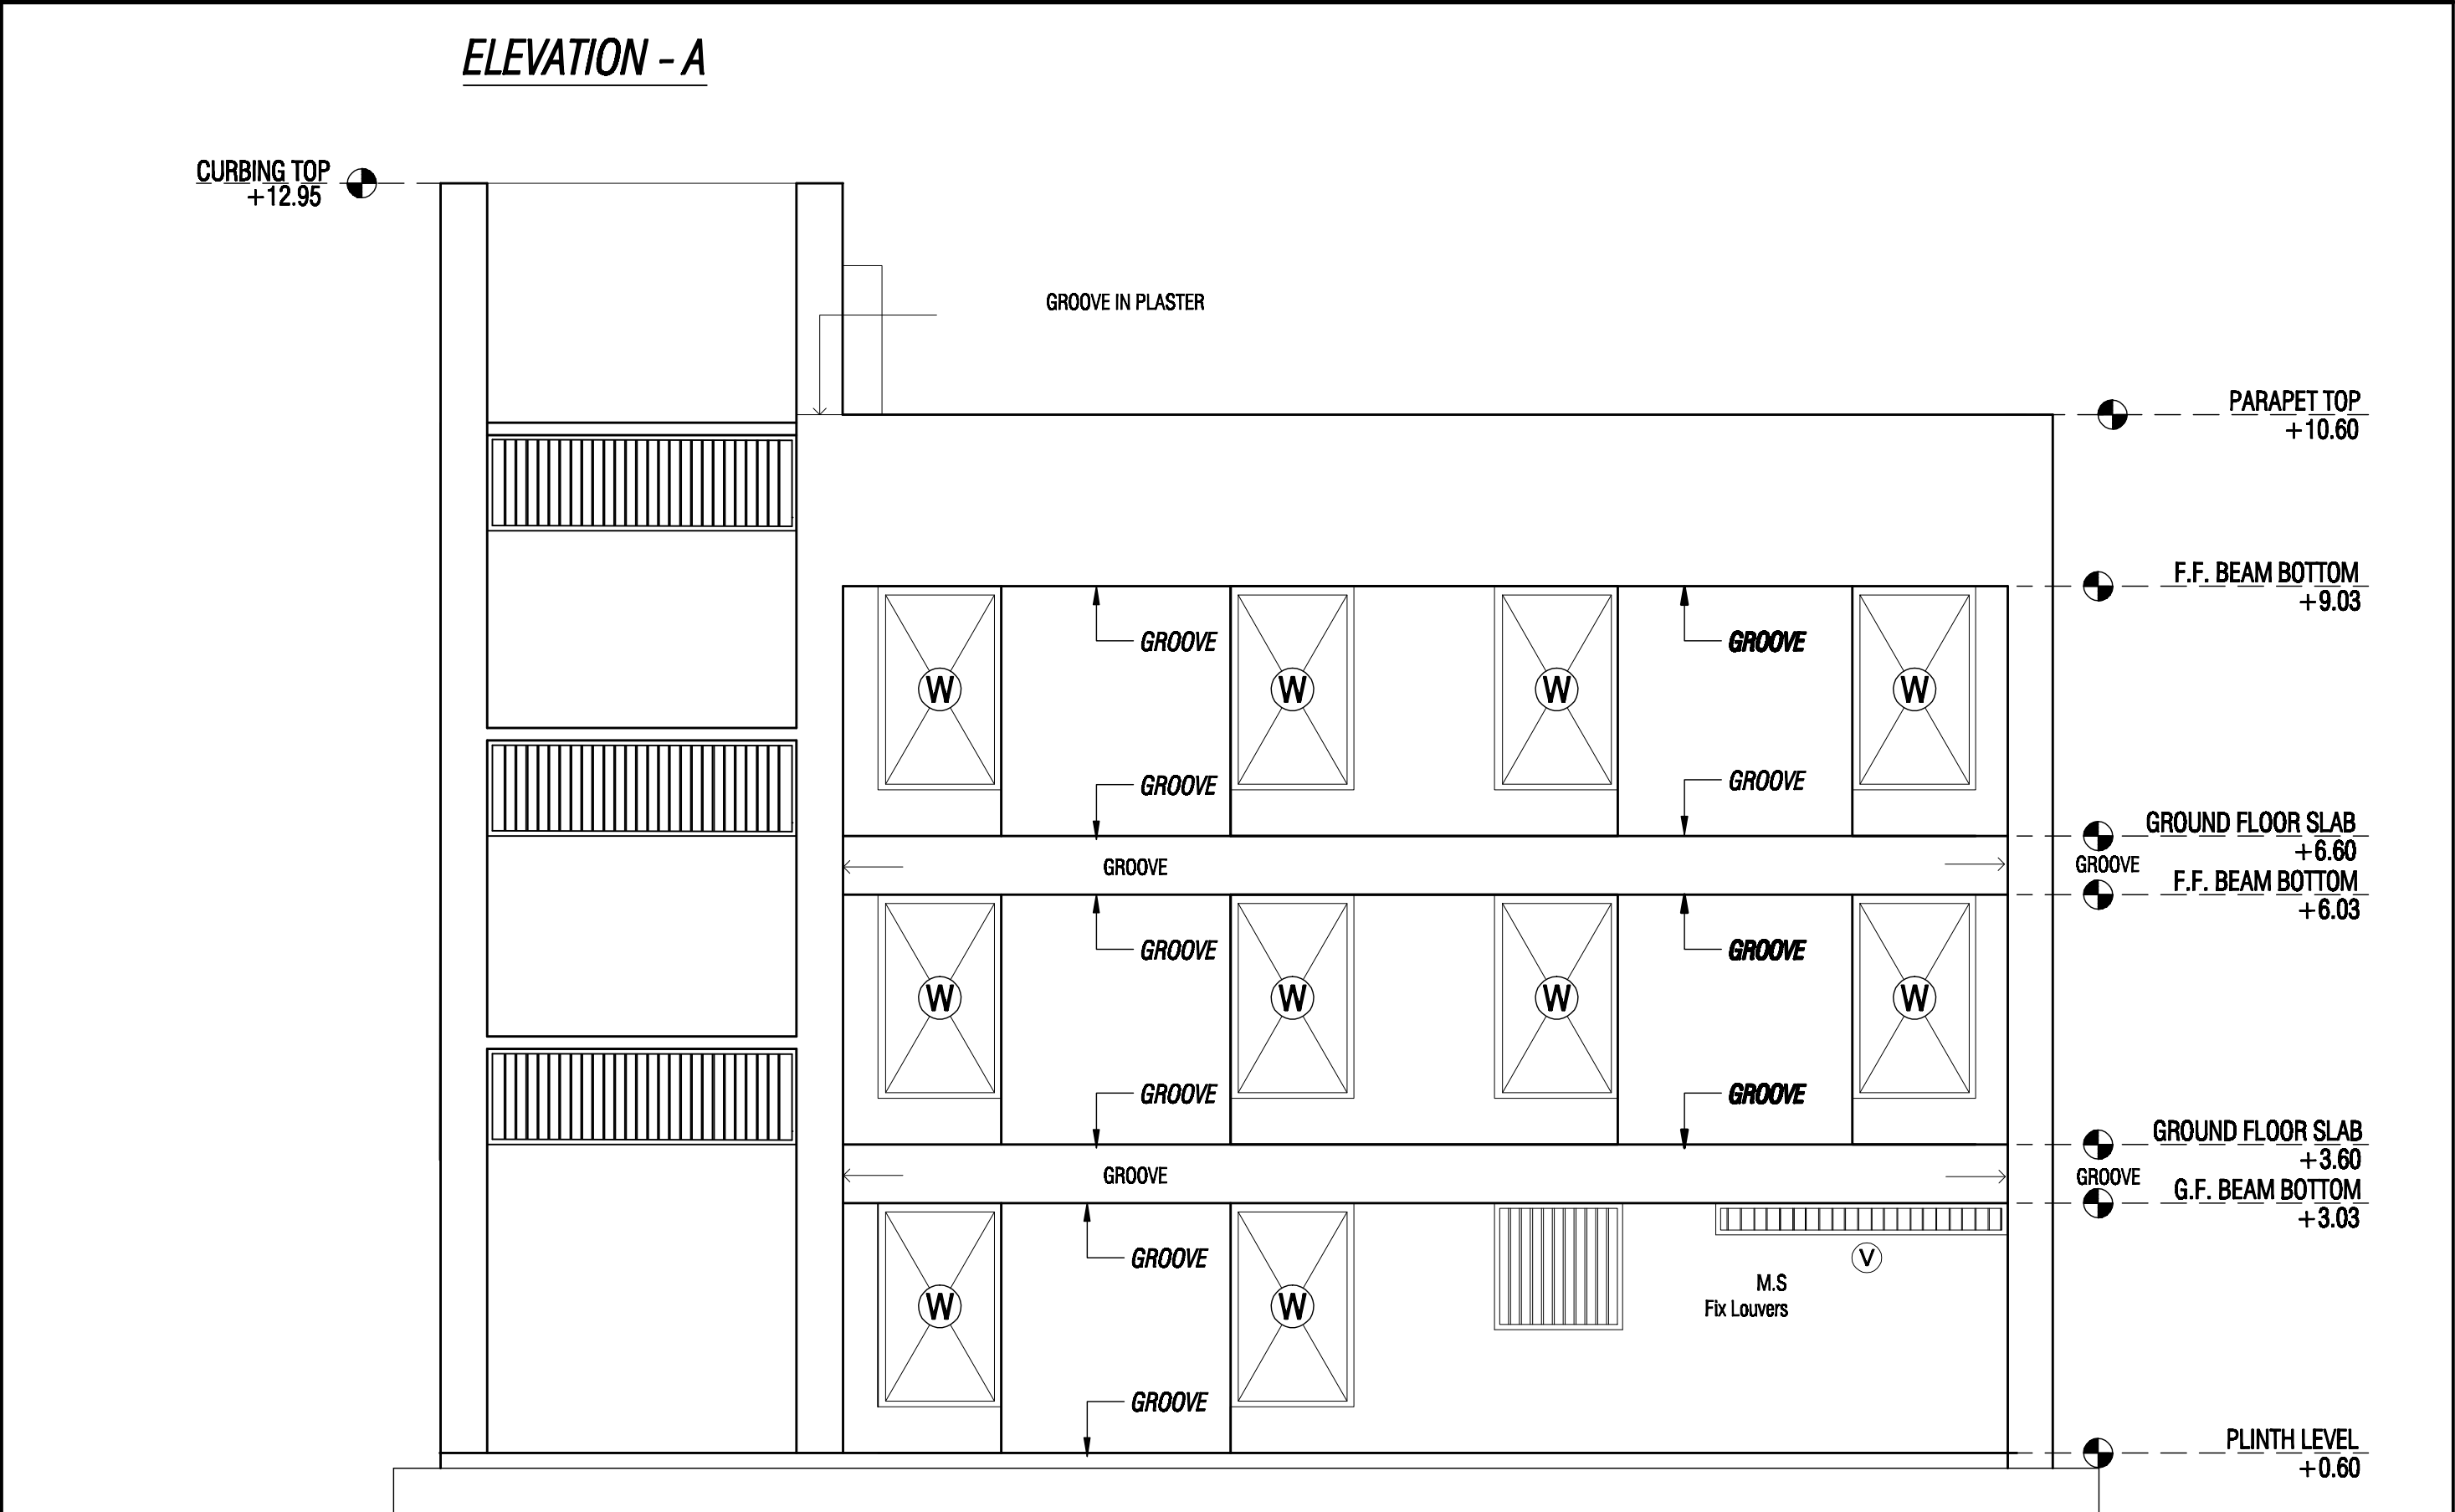 ELEVATION - A
CURBING TOP
+12.95
GROOVE IN PLASTER
PARAPET TOP
+10.60
F.F. BEAM BOTTOM
+9.03
GROOVE
GROOVE
W
W
W
W
GROOVE
GROOVE
GROUND FLOOR SLAB
+6.60
GROOVE
GROOVE
F.F. BEAM BOTTOM
+6.03
GROOVE
GROOVE
W
W
W
W
GROOVE
GROOVE
GROUND FLOOR SLAB
+3.60
GROOVE
GROOVE
G.F. BEAM BOTTOM
+3.03
GROOVE
V
M.S
Fix Louvers
W
W
GROOVE
PLINTH LEVEL
+0.60